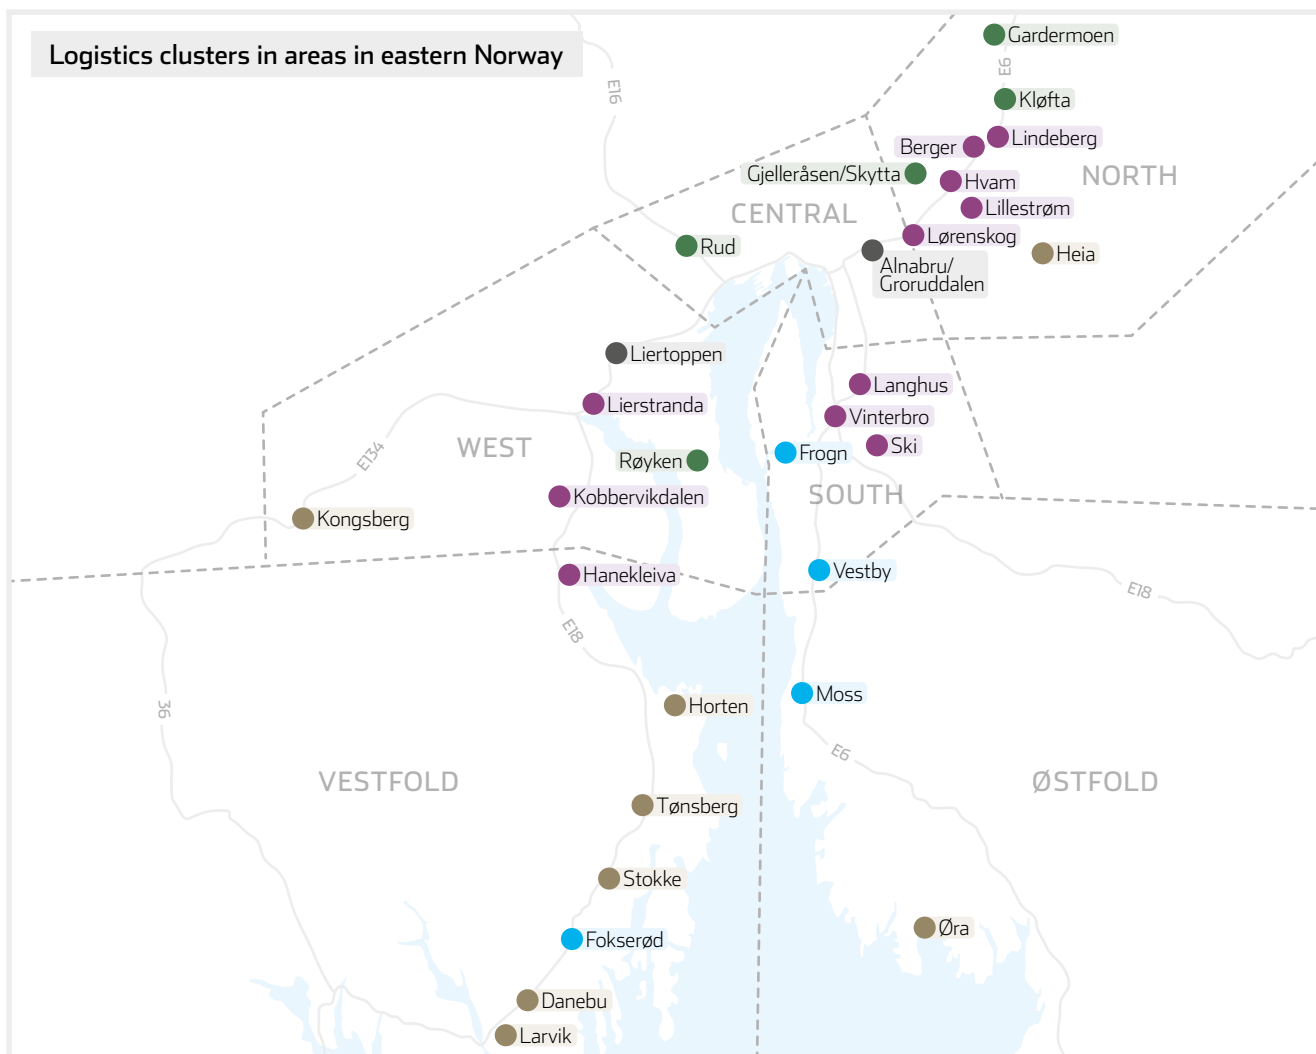 Logistics clusters in areas in eastern Norway
Gardermoen
E6
E16
Kløfta
Lindeberg
Berger
Gjelleråsen/Skytta
Hvam
NORTH
Lillestrøm
CENTRAL
Lørenskog
Rud
Heia
Alnabru/
Groruddalen
Liertoppen
Langhus
Lierstranda
Vinterbro
WEST
Ski
E134
Frogn
Røyken
SOUTH
Kobbervikdalen
Kongsberg
Vestby
Hanekleiva
E18
E18
Moss
Horten
36
E6
VESTFOLD
ØSTFOLD
Tønsberg
Stokke
Øra
Fokserød
Danebu
Larvik